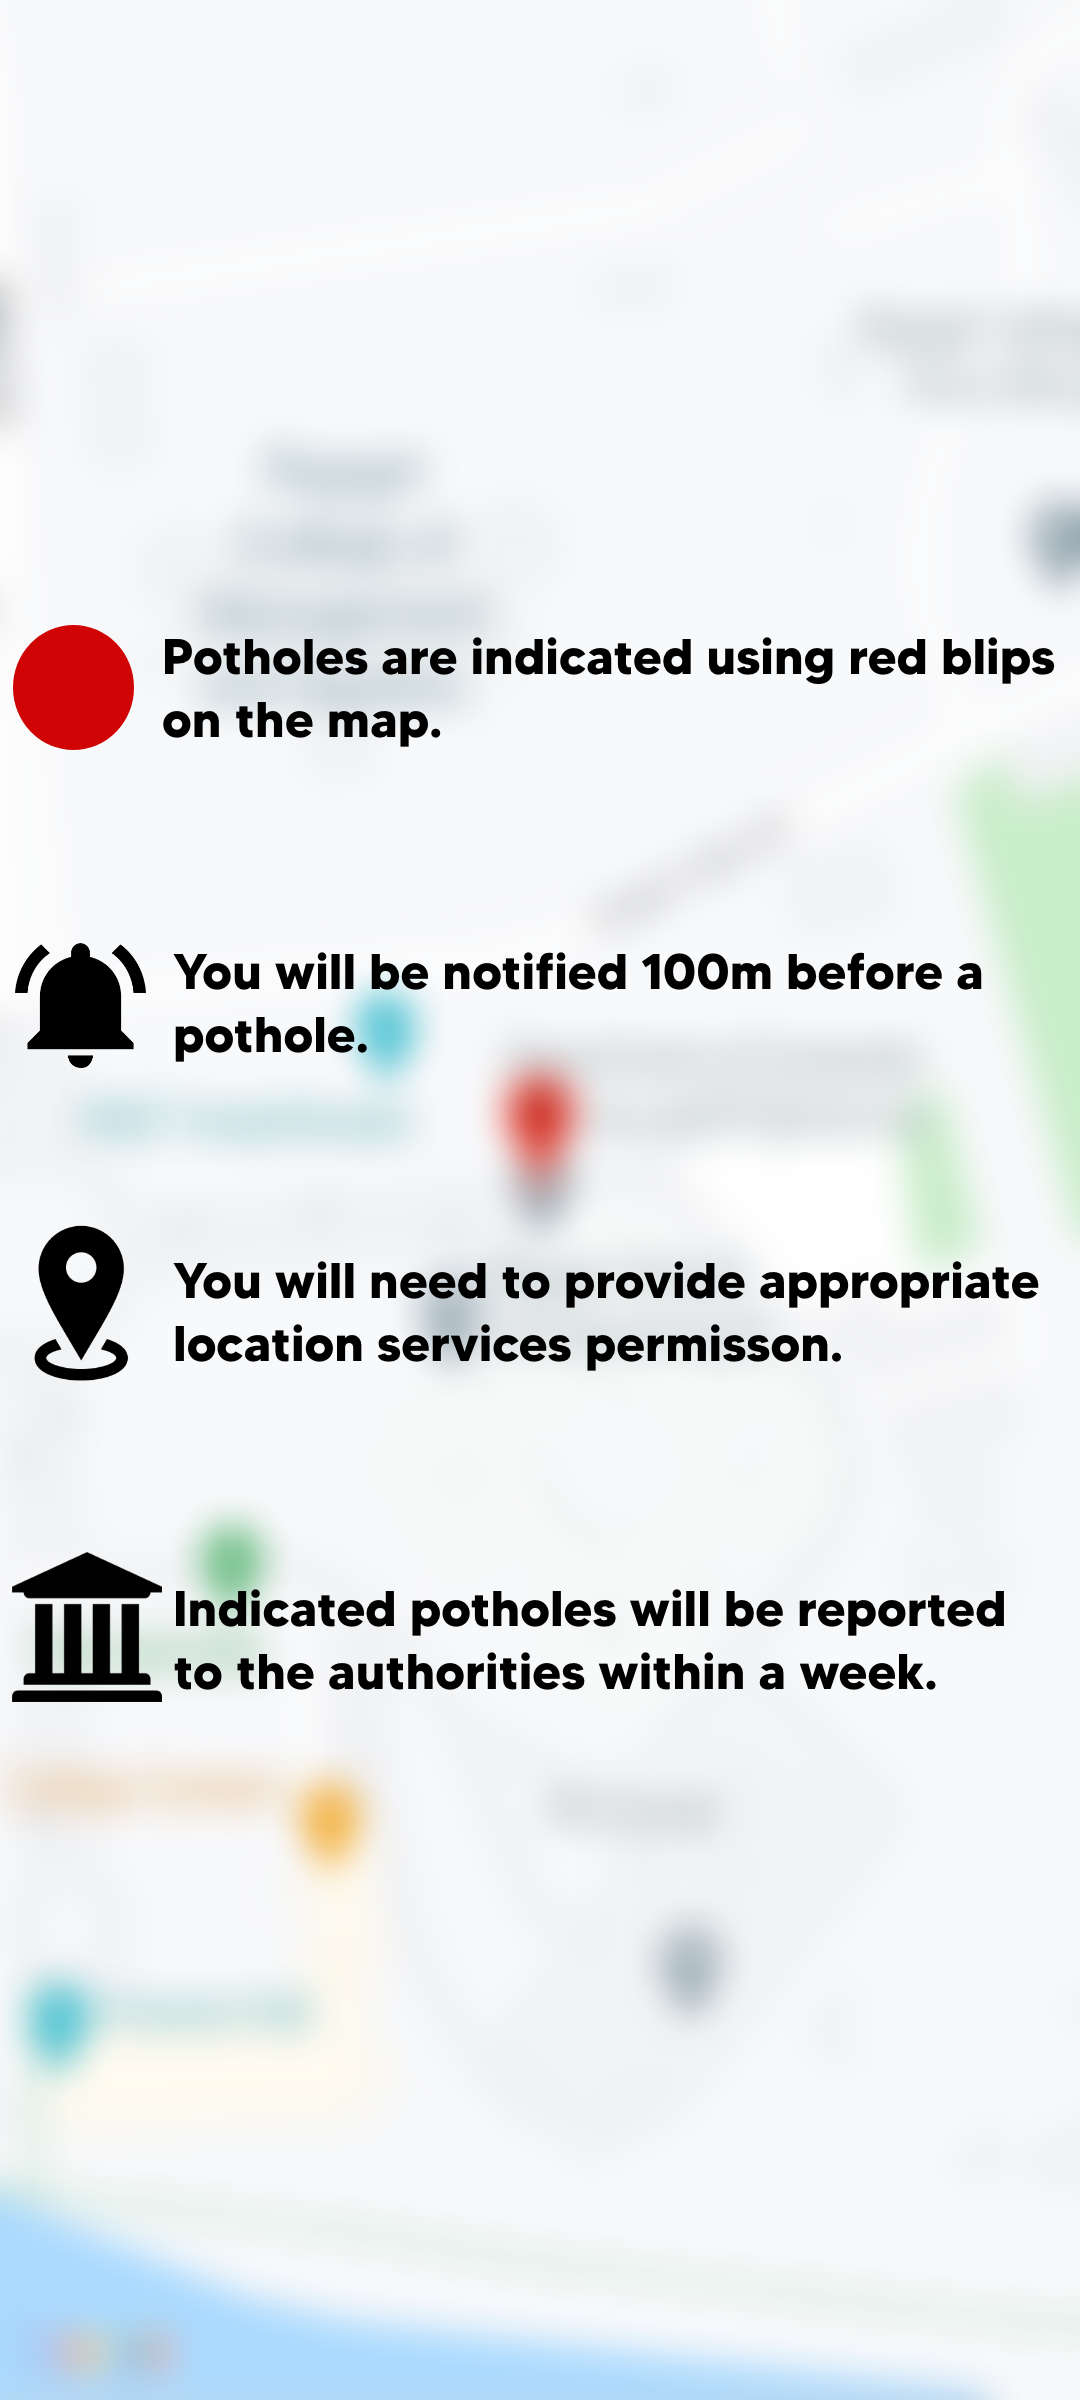 Potholes are indicated using red blips
on the map.
You will be notified 100m before a
pothole.
You will need to provide appropriate
location services permisson.
Indicated potholes will be reported
to the authorities within a week.